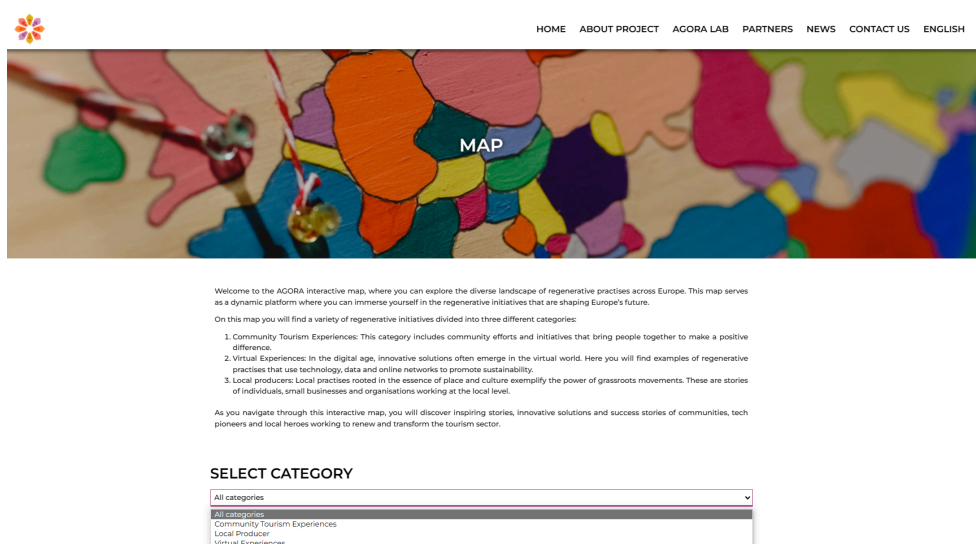 HOME ABOUT PROJECT AGORA LAB PARTNERS NEWS CONTACT US ENGLISH
MAP
Welcome to the AGORA interactive map, where you can explore the diverse landscape of regenerative practises across Europe. This map serves
as a dynamic platform where you can immerse yourself in the regenerative initiatives that are shaping Europe's future.
On this map you will find a variety of regenerative initiatives divided into three different categories:
1. Community Tourism Experiences: This category includes community efforts and initiatives that bring people together to make a positive
difference.
2. Virtual Experiences: In the digital age, innovative solutions often emerge in the virtual world. Here you will find examples of regenerative
practises that use technology, data and online networks to promote sustainability.
3. Local producers: Local practises rooted in the essence of place and culture exemplify the power of grassroots movements. These are stories
of individuals, small businesses and organisations working at the local level.
As you navigate through this interactive map, you will discover inspiring stories, innovative solutions and success stories of communities, tech
pioneers and local heroes working to renew and transform the tourism sector.
SELECT CATEGORY
All categories
All categories
Community Tourism Experiences
Local Producer
Virtual Experiences